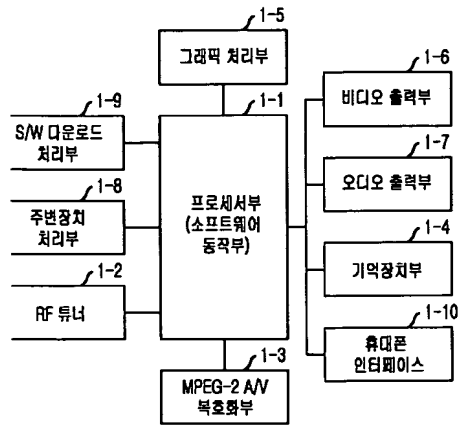 1-5
그래픽 처리부
1-9
S/W 다운로드
처리부
1-8
주변장치
처리부
1-2
RF 튜너
1-1
프로세서부
(소프트웨어
동작부)
1-3
MPEG-2 A/V
복호화부
1-6
비디오 출력부
1-7
오디오 출력부
1-4
기억장치부
1-10
휴대폰
인터페이스